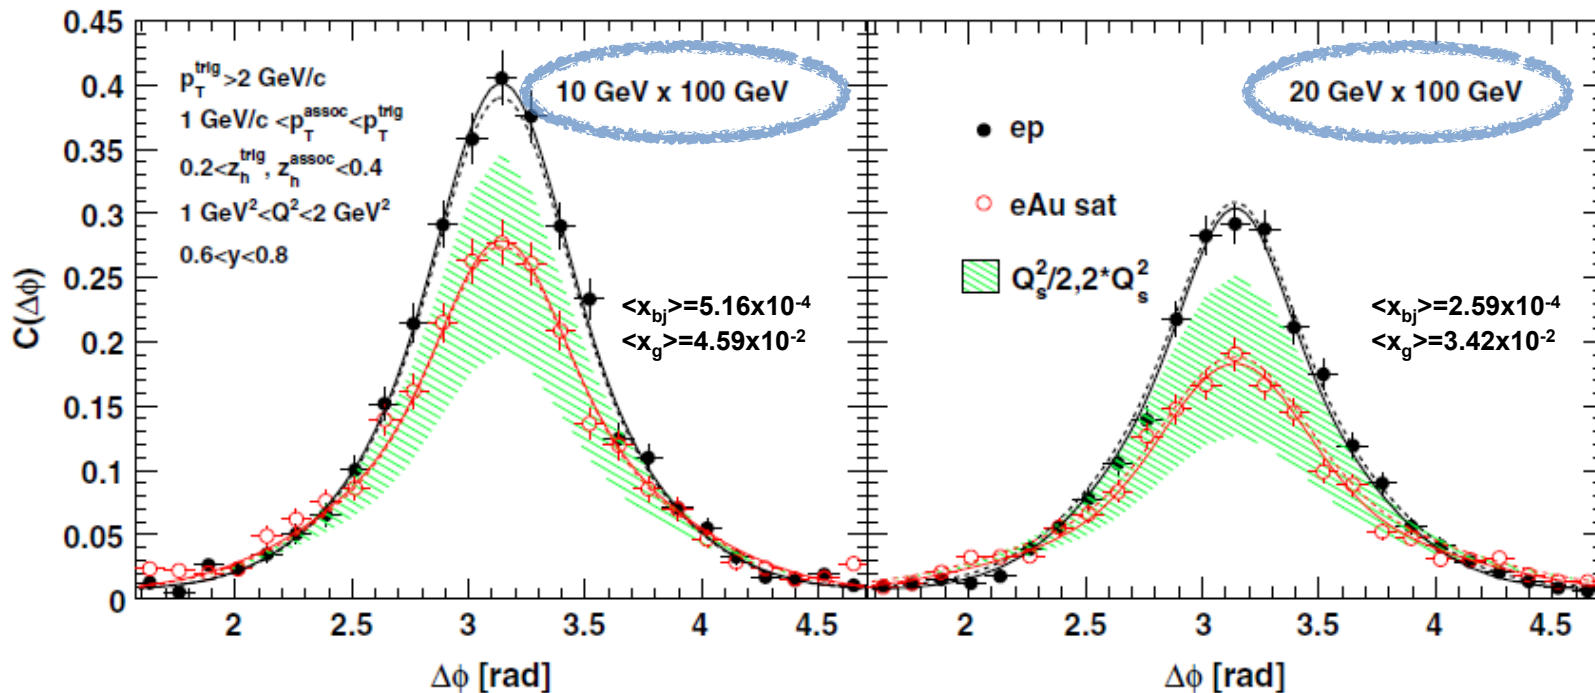 0.45
0.4
0.35
0.3
0.25
0.2
0.15
0.1
0.05
0
C(Δϕ)
p_T^trig>2 GeV/c
1 GeV/c <p_T^assoc<p_T^trig
0.2<z_h^trig, z_h^assoc<0.4
1 GeV²<Q²<2 GeV²
0.6<y<0.8
10 GeV x 100 GeV
<x_bj>=5.16x10⁻⁴
<x_g>=4.59x10⁻²
2 2.5 3 3.5 4 4.5
Δϕ [rad]
20 GeV x 100 GeV
ep
eAu sat
Q_s²/2,2*Q_s²
<x_bj>=2.59x10⁻⁴
<x_g>=3.42x10⁻²
2 2.5 3 3.5 4 4.5
Δϕ [rad]